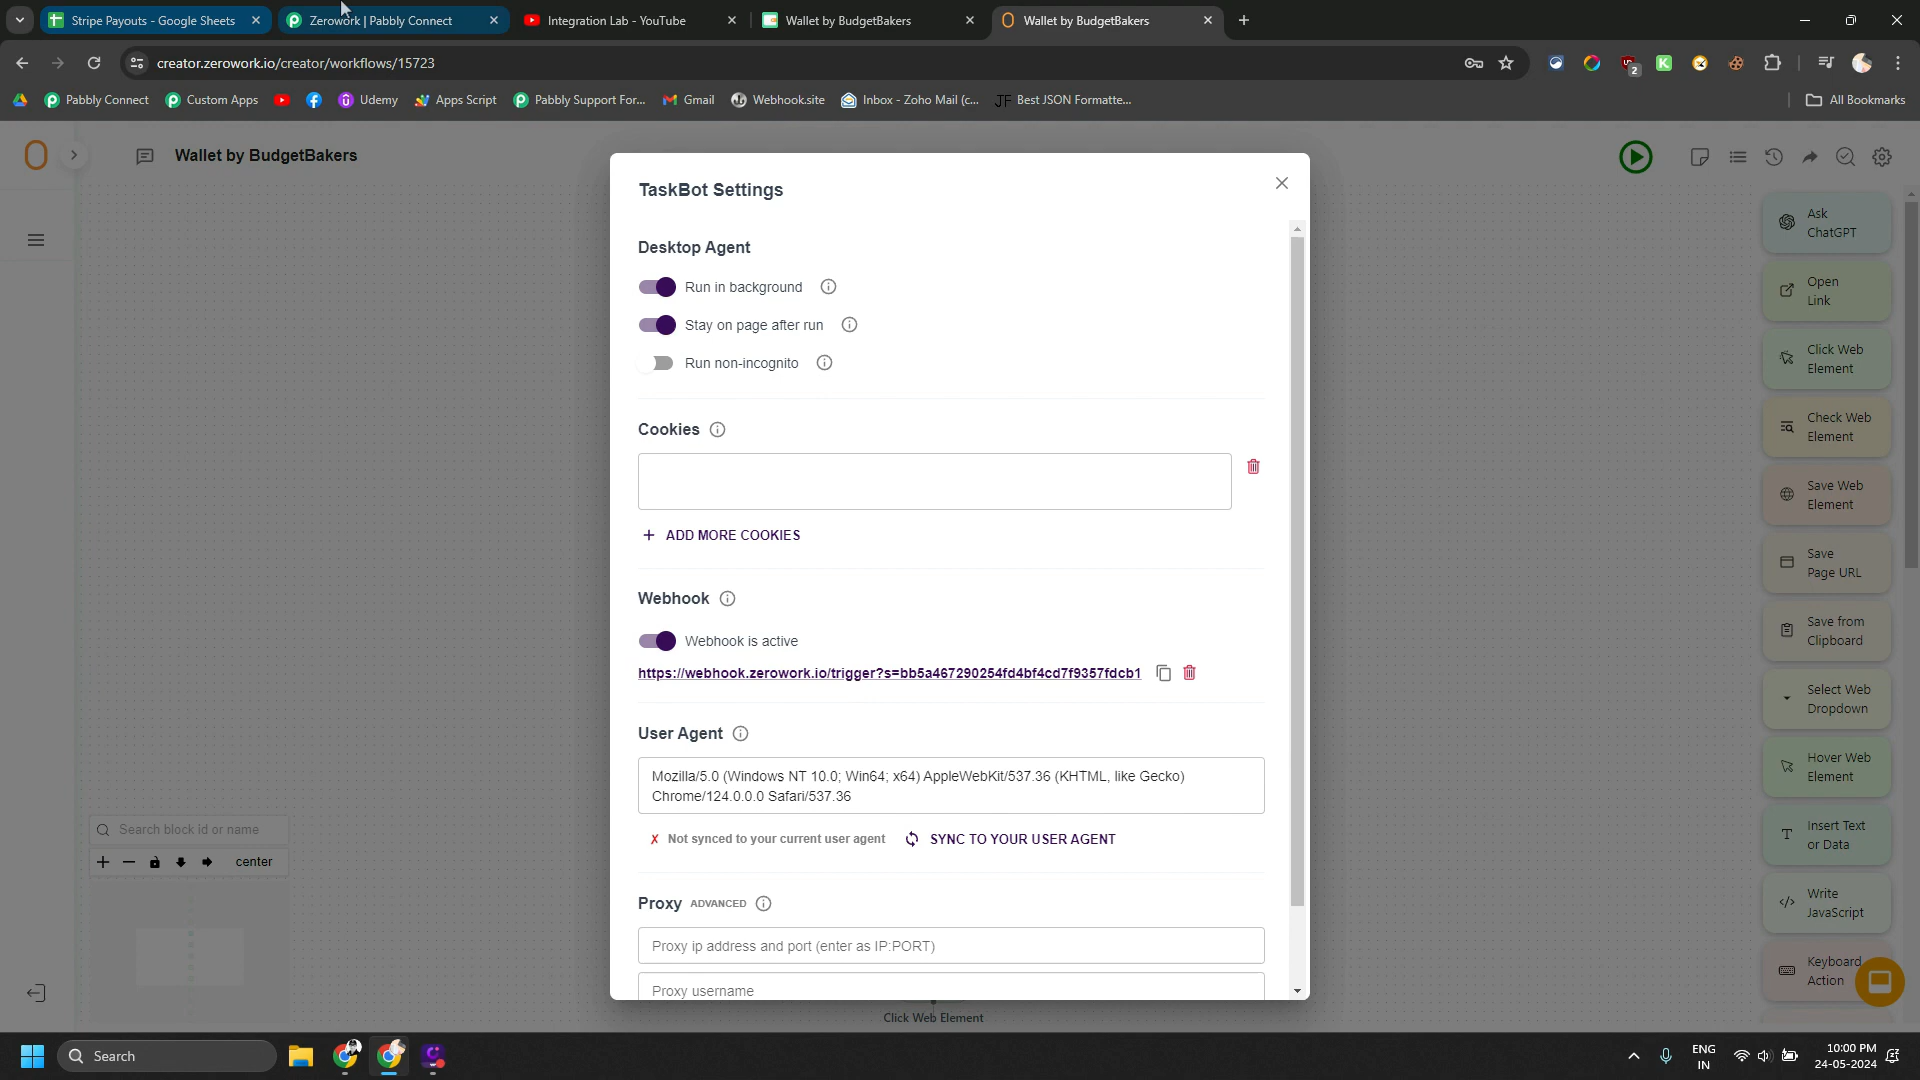 Stripe Payouts - Google Sheets
Zerowork | Pabbly Connect
Integration Lab - YouTube
Wallet by BudgetBakers
Wallet by BudgetBakers
creator.zerowork.io/creator/workflows/15723
2
Pabbly Connect
Custom Apps
Udemy
Apps Script
Pabbly Support For...
Gmail
Webhook.site
Inbox - Zoho Mail (c...
JF Best JSON Formatte...
All Bookmarks
Wallet by BudgetBakers
TaskBot Settings
Desktop Agent
Run in background
Stay on page after run
Run non-incognito
Cookies
ADD MORE COOKIES
Webhook
Webhook is active
https://webhook.zerowork.io/trigger?s=bb5a467290254fd4bf4cd7f9357fdcb1
User Agent
Mozilla/5.0 (Windows NT 10.0; Win64; x64) AppleWebKit/537.36 (KHTML, like Gecko)
Chrome/124.0.0.0 Safari/537.36
Not synced to your current user agent
SYNC TO YOUR USER AGENT
Proxy ADVANCED
Proxy ip address and port (enter as IP:PORT)
Proxy username
Ask
ChatGPT
Open
Link
Click Web
Element
Check Web
Element
Save Web
Element
Save
Page URL
Save from
Clipboard
Select Web
Dropdown
Hover Web
Element
Insert Text
or Data
Write
JavaScript
Keyboard
Action
Search block id or name
center
Click Web Element
Search
ENG
IN
10:00 PM
24-05-2024